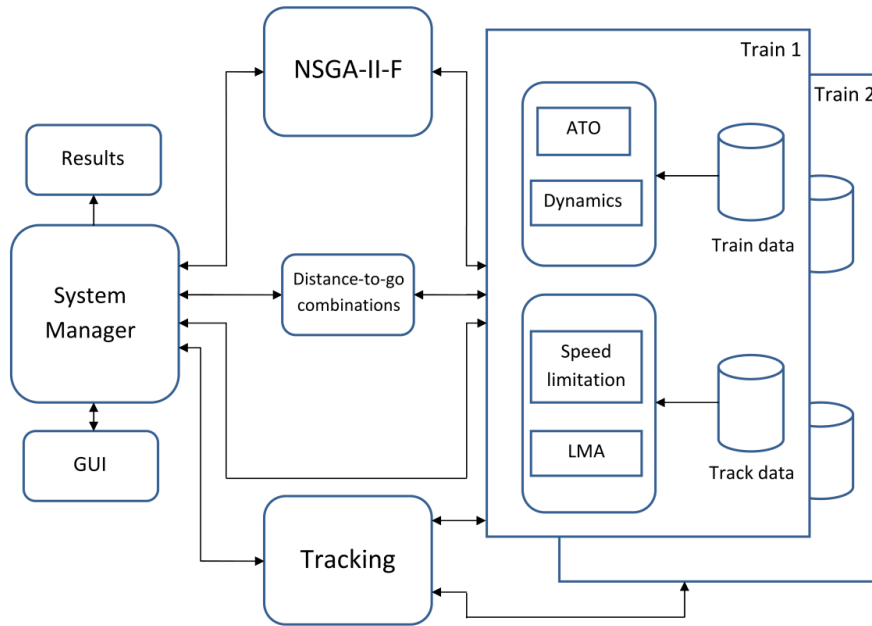 NSGA-II-F
Train 1
Train 2
ATO
Results
Dynamics
Train data
System
Manager
Distance-to-go
combinations
Speed
limitation
GUI
LMA
Track data
Tracking